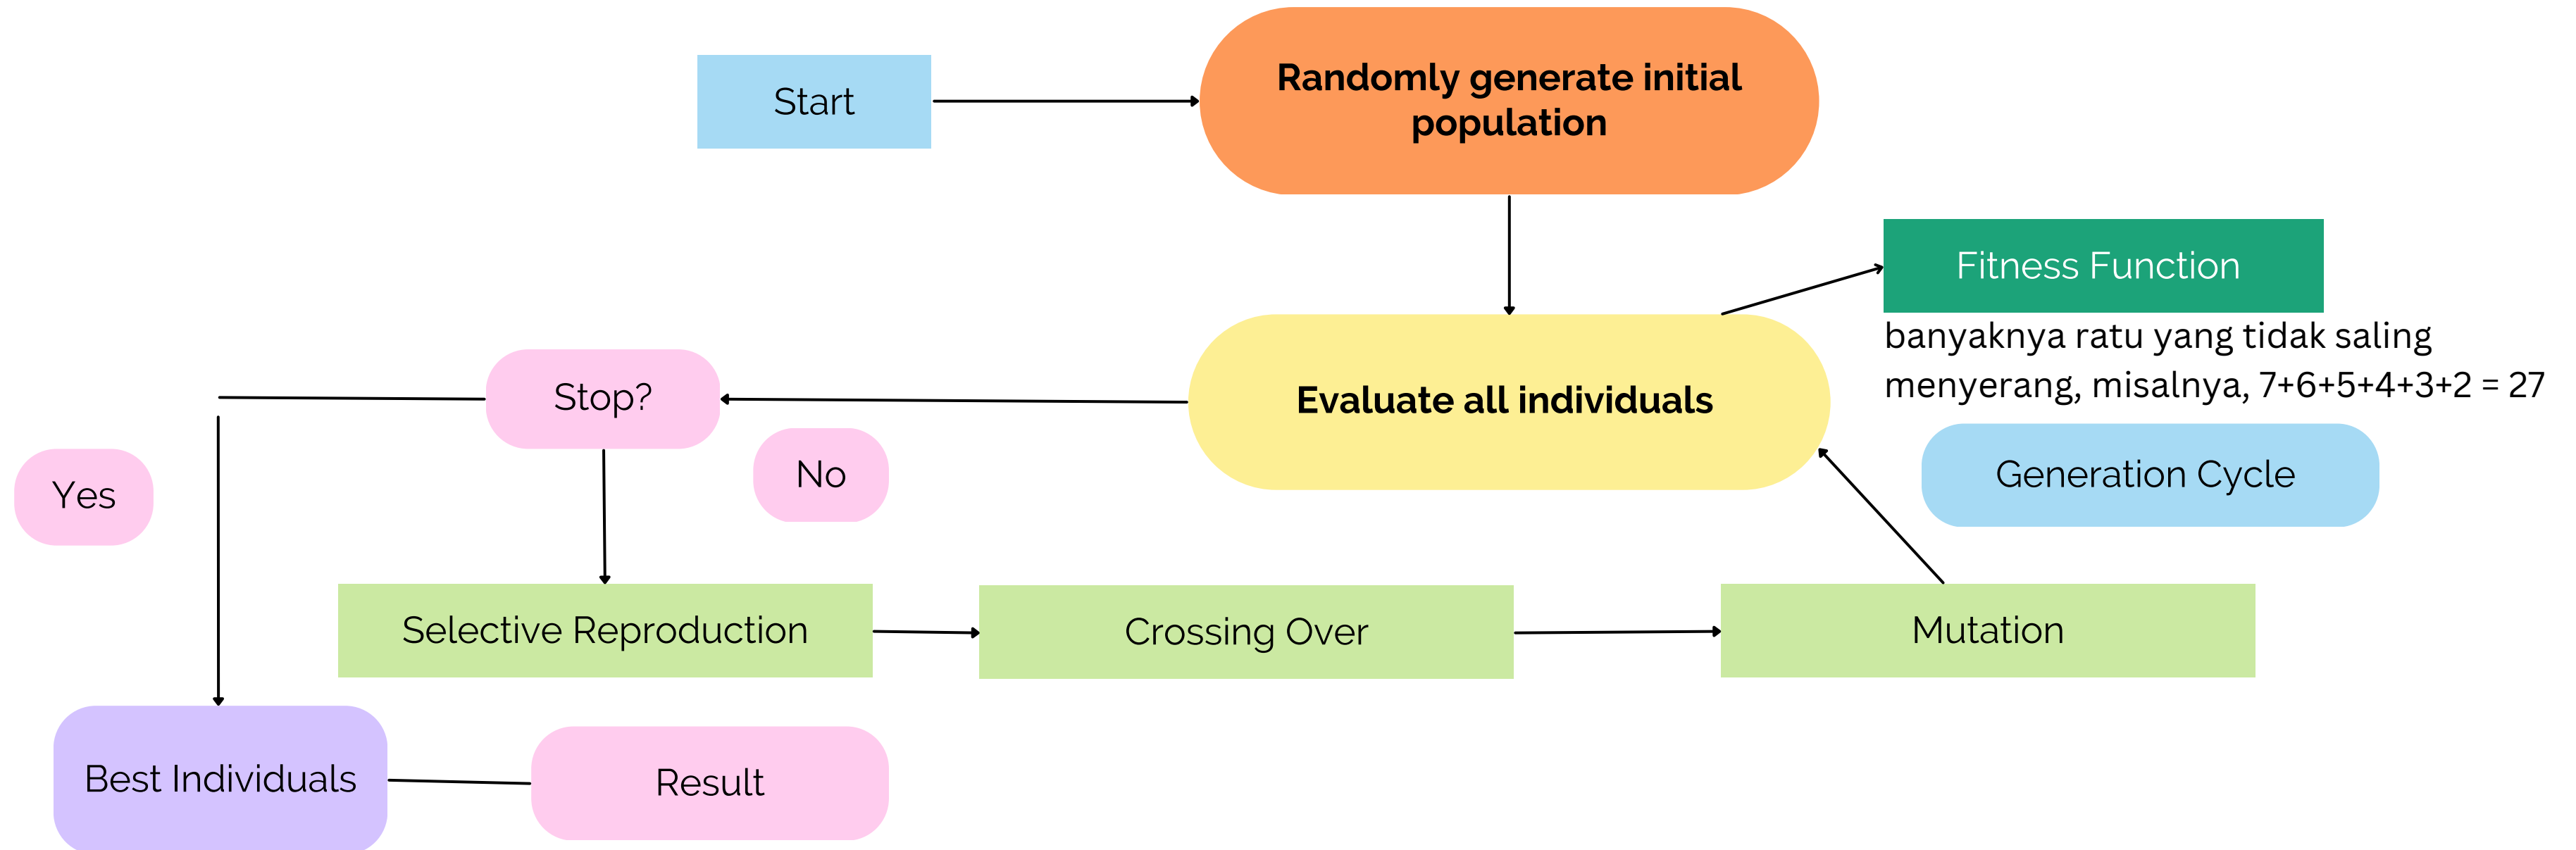 Start
Randomly generate initial
population
Fitness Function
banyaknya ratu yang tidak saling
menyerang, misalnya, 7+6+5+4+3+2 = 27
Stop?
Evaluate all individuals
Yes
No
Generation Cycle
Selective Reproduction
Crossing Over
Mutation
Best Individuals
Result